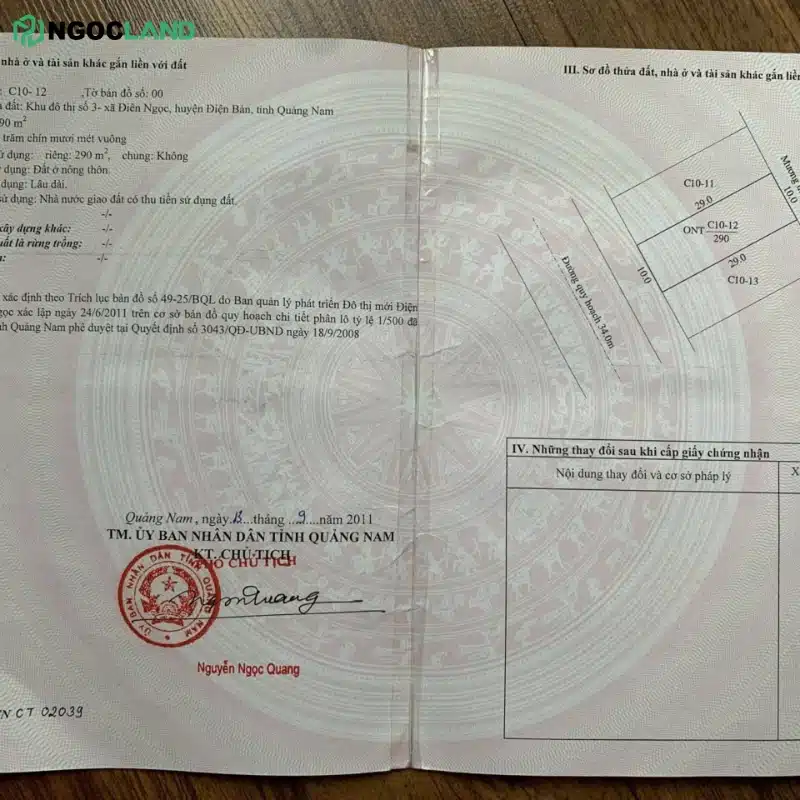 NGOCLAND
nhà ở và tài sản khác gắn liền với đất
: C10- 12 ,Tờ bản đồ số: 00
đất: Khu đô thị số 3- xã Điện Ngọc, huyện Điện Bàn, tỉnh Quảng Nam
90 m²
trăm chín mươi mét vuông
ử dụng: riêng: 290 m², chung: Không
dụng: Đất ở nông thôn.
dụng: Lâu dài.
sử dụng: Nhà nước giao đất có thu tiền sử dụng đất.
-/-
xây dựng khác: -/-
uất là rừng trồng: -/-
: -/-
xác định theo Trích lục bản đồ số 49-25/BQL do Ban quản lý phát triển Đô thị mới Điện
gọc xác lập ngày 24/6/2011 trên cơ sở bản đồ quy hoạch chi tiết phân lô tỷ lệ 1/500 đã
nh Quảng Nam phê duyệt tại Quyết định số 3043/QĐ-UBND ngày 18/9/2008
Quảng Nam , ngày ... tháng ...9....năm 2011
TM. ỦY BAN NHÂN DÂN TỈNH QUẢNG NAM
KT. CHỦ TỊCH
PHÓ CHỦ TỊCH
ỦY BAN NHÂN DÂN TỈNH QUẢNG NAM
Nguyễn Ngọc Quang
N CT 02039
III. Sơ đồ thửa đất, nhà ở và tài sản khác gắn liền
C10-11
29.0
Mương
10.0
ONT C10-12
290
10.0
29.0
C10-13
Đường quy hoạch 34.0m
IV. Những thay đổi sau khi cấp giấy chứng nhận
Nội dung thay đổi và cơ sở pháp lý
X